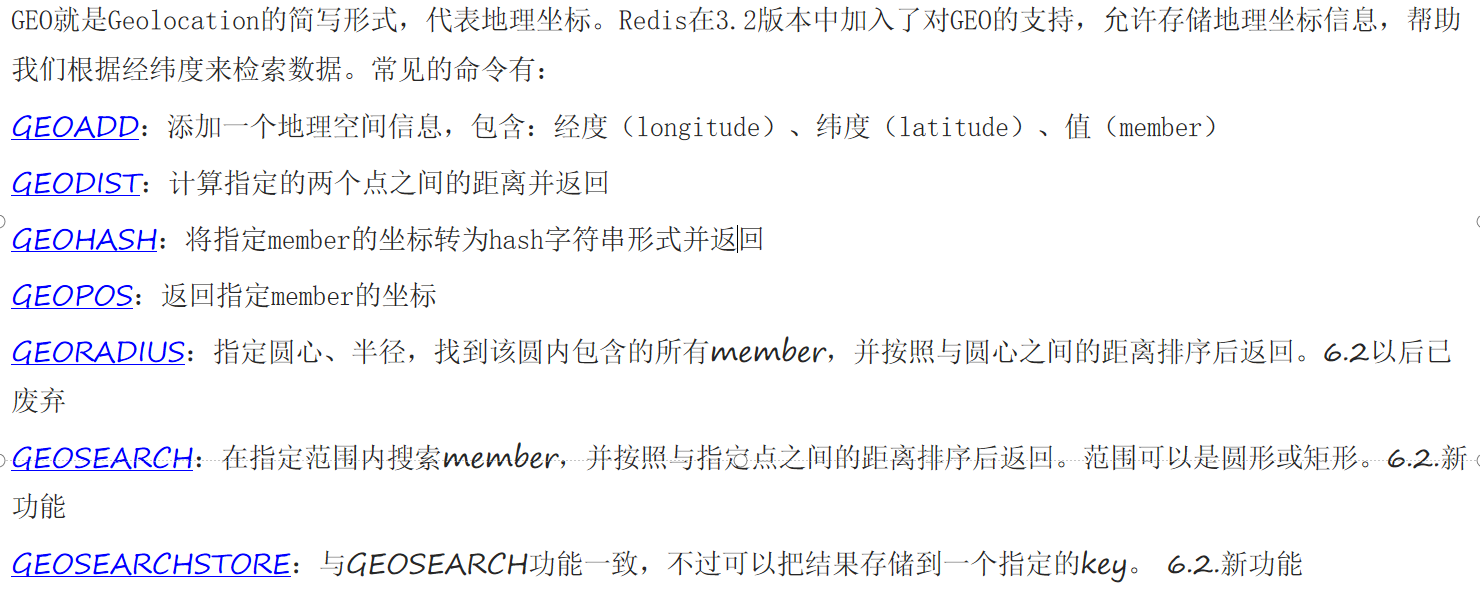 GEO就是Geolocation的简写形式，代表地理坐标。Redis在3.2版本中加入了对GEO的支持，允许存储地理坐标信息，帮助
我们根据经纬度来检索数据。常见的命令有：
GEOADD：添加一个地理空间信息，包含：经度（longitude）、纬度（latitude）、值（member）
GEODIST：计算指定的两个点之间的距离并返回
GEOHASH：将指定member的坐标转为hash字符串形式并返回
GEOPOS：返回指定member的坐标
GEORADIUS：指定圆心、半径，找到该圆内包含的所有member，并按照与圆心之间的距离排序后返回。6.2以后已
废弃
GEOSEARCH：在指定范围内搜索member，并按照与指定点之间的距离排序后返回。范围可以是圆形或矩形。6.2.新
功能
GEOSEARCHSTORE：与GEOSEARCH功能一致，不过可以把结果存储到一个指定的key。 6.2.新功能